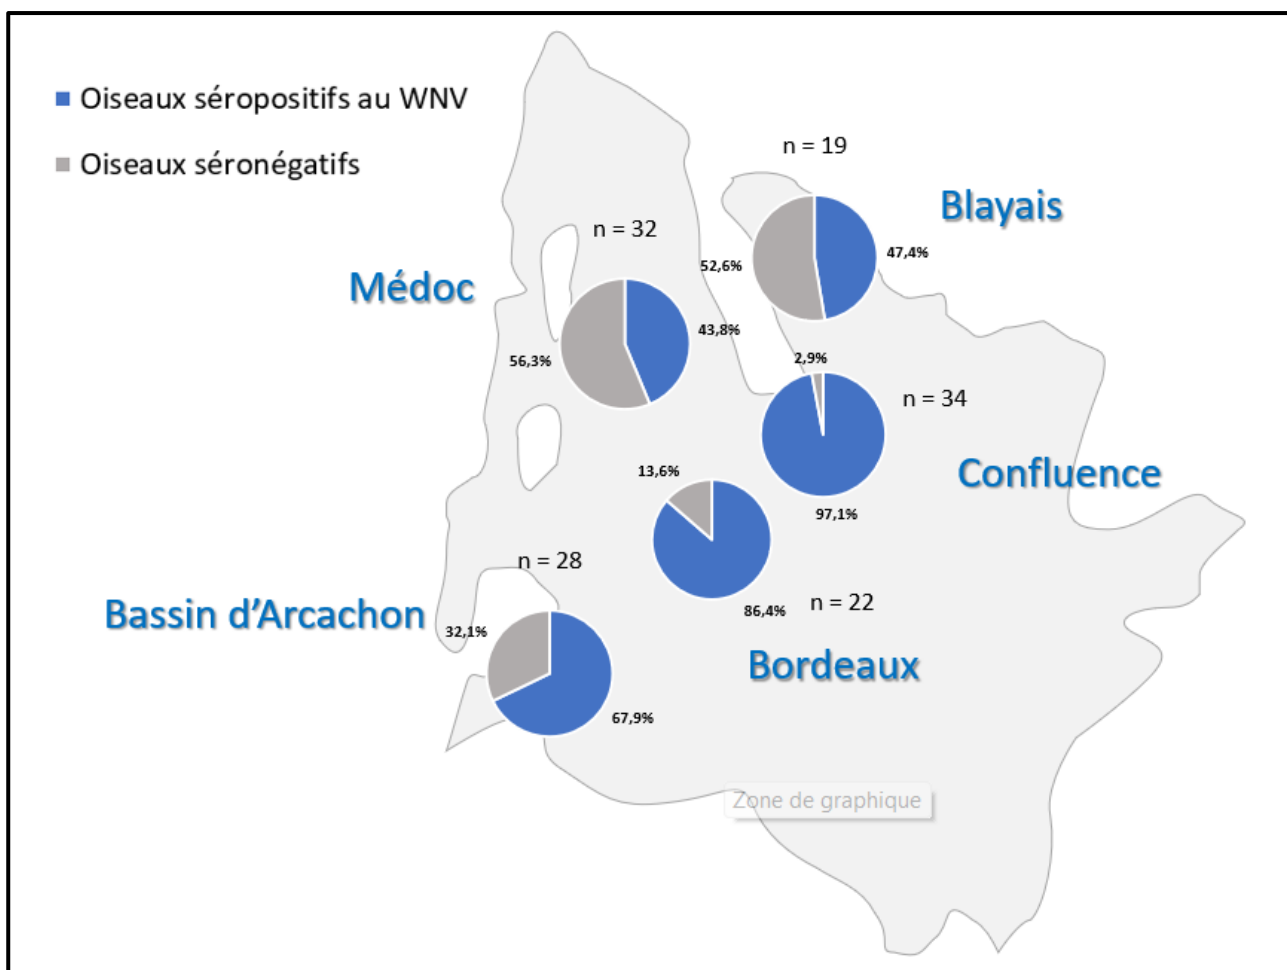 Oiseaux séropositifs au WNV
Oiseaux séronégatifs
n = 19
Blayais
52,6%
47,4%
n = 32
Médoc
43,8%
56,3%
2,9%
n = 34
Confluence
97,1%
13,6%
86,4%
n = 22
Bordeaux
n = 28
Bassin d’Arcachon
32,1%
67,9%
Zone de graphique